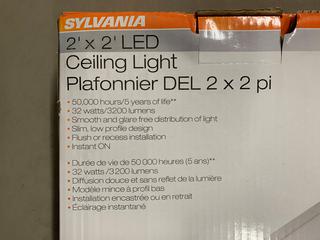 SYLVANIA
2' x 2' LED
Ceiling Light
Plafonnier DEL 2 x 2 pi
• 50,000 hours/5 years of life**
• 32 watts/3200 lumens
• Smooth and glare free distribution of light
• Slim, low profile design
• Flush or recess installation
• Instant ON
• Durée de vie de 50 000 heures (5 ans)**
• 32 watts /3200 lumens
• Diffusion douce et sans reflet de la lumière
• Modèle mince à profil bas
• Installation encastrée ou en retrait
• Éclairage instantané